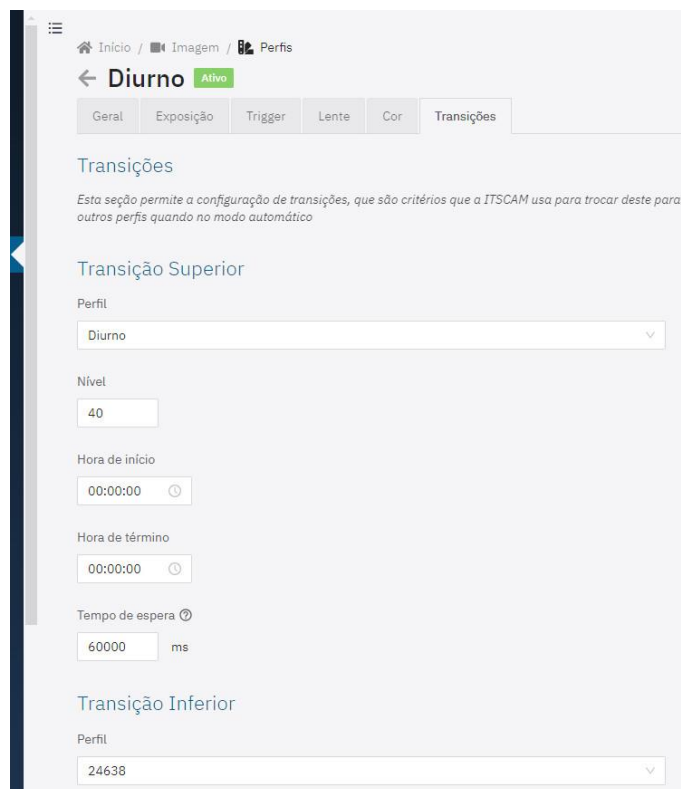 Início / Imagem / Perfis
Diurno Ativo
Geral Exposição Trigger Lente Cor Transições
Transições
Esta seção permite a configuração de transições, que são critérios que a ITSCAM usa para trocar deste para
outros perfis quando no modo automático
Transição Superior
Perfil
Diurno
Nível
40
Hora de início
00:00:00
Hora de término
00:00:00
Tempo de espera
60000 ms
Transição Inferior
Perfil
24638